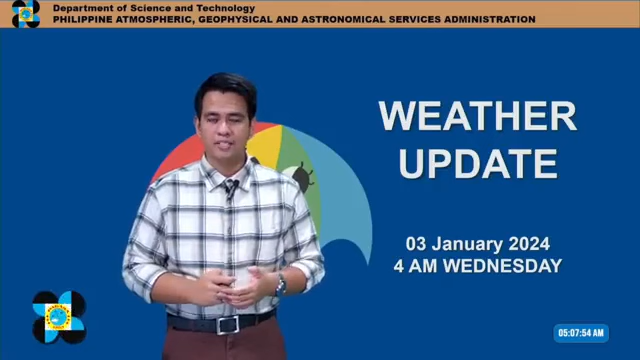 Department of Science and Technology
PHILIPPINE ATMOSPHERIC, GEOPHYSICAL AND ASTRONOMICAL SERVICES ADMINISTRATION
WEATHER
UPDATE
03 January 2024
4 AM WEDNESDAY
05:07:54 AM